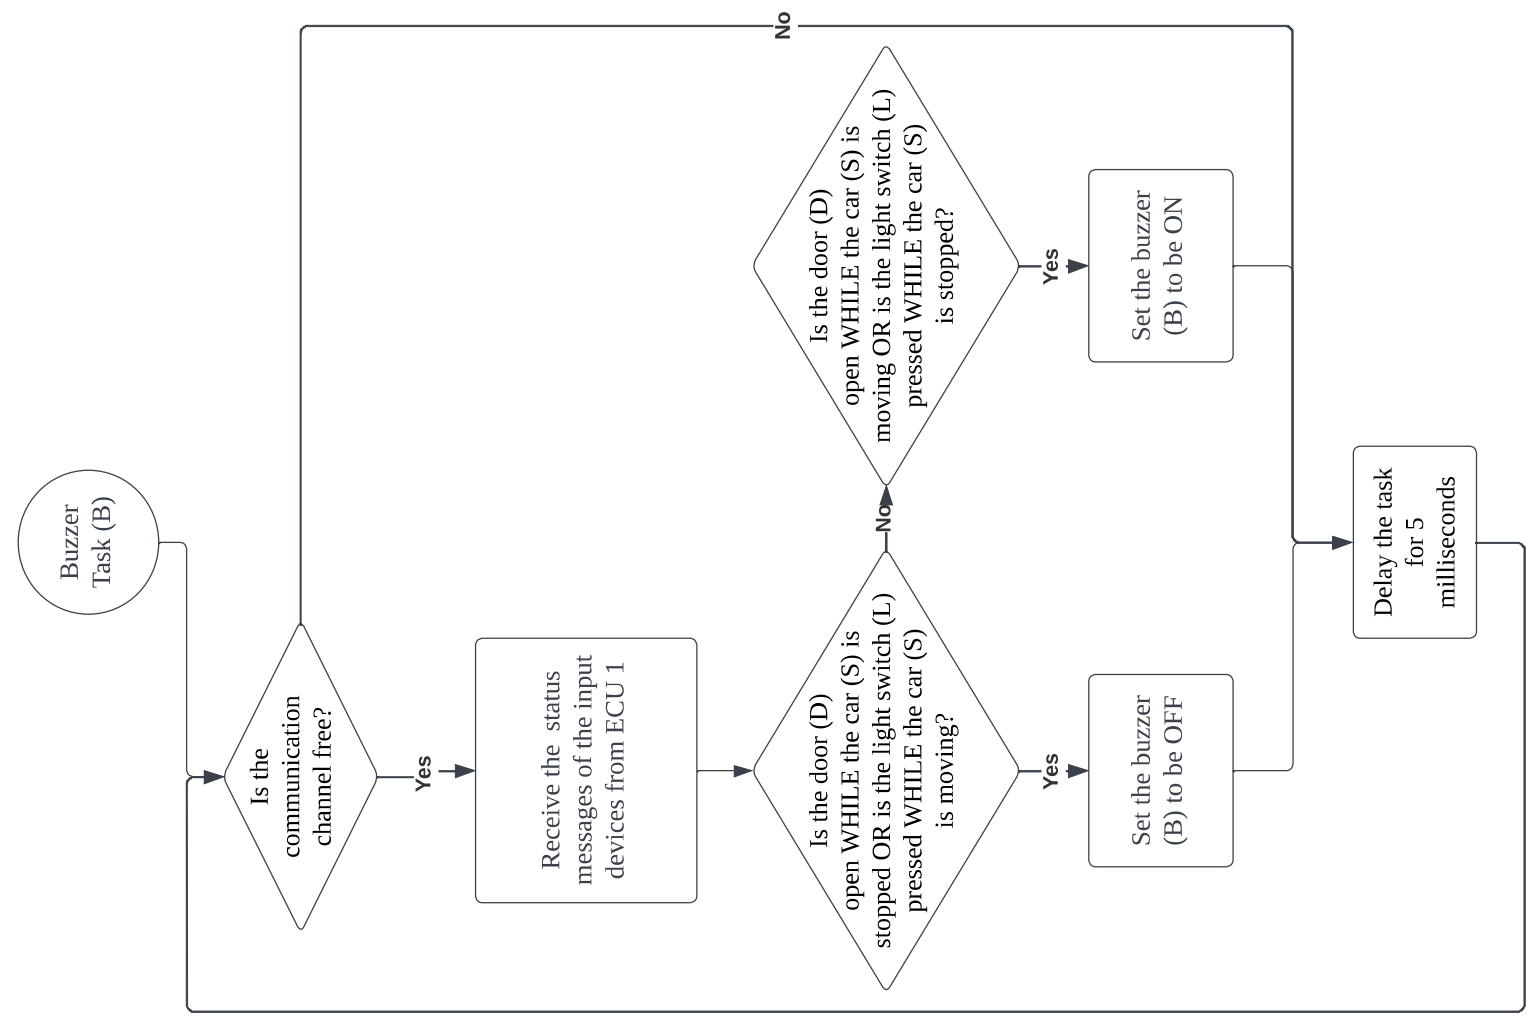 Buzzer
Task (B)
Is the
communication
channel free?
No
Yes
Receive the status
messages of the input
devices from ECU 1
Is the door (D)
open WHILE the car (S) is
stopped OR is the light switch (L)
pressed WHILE the car (S)
is moving?
No
Is the door (D)
open WHILE the car (S) is
moving OR is the light switch (L)
pressed WHILE the car (S)
is stopped?
Yes
Set the buzzer
(B) to be OFF
Yes
Set the buzzer
(B) to be ON
Delay the task
for 5
milliseconds